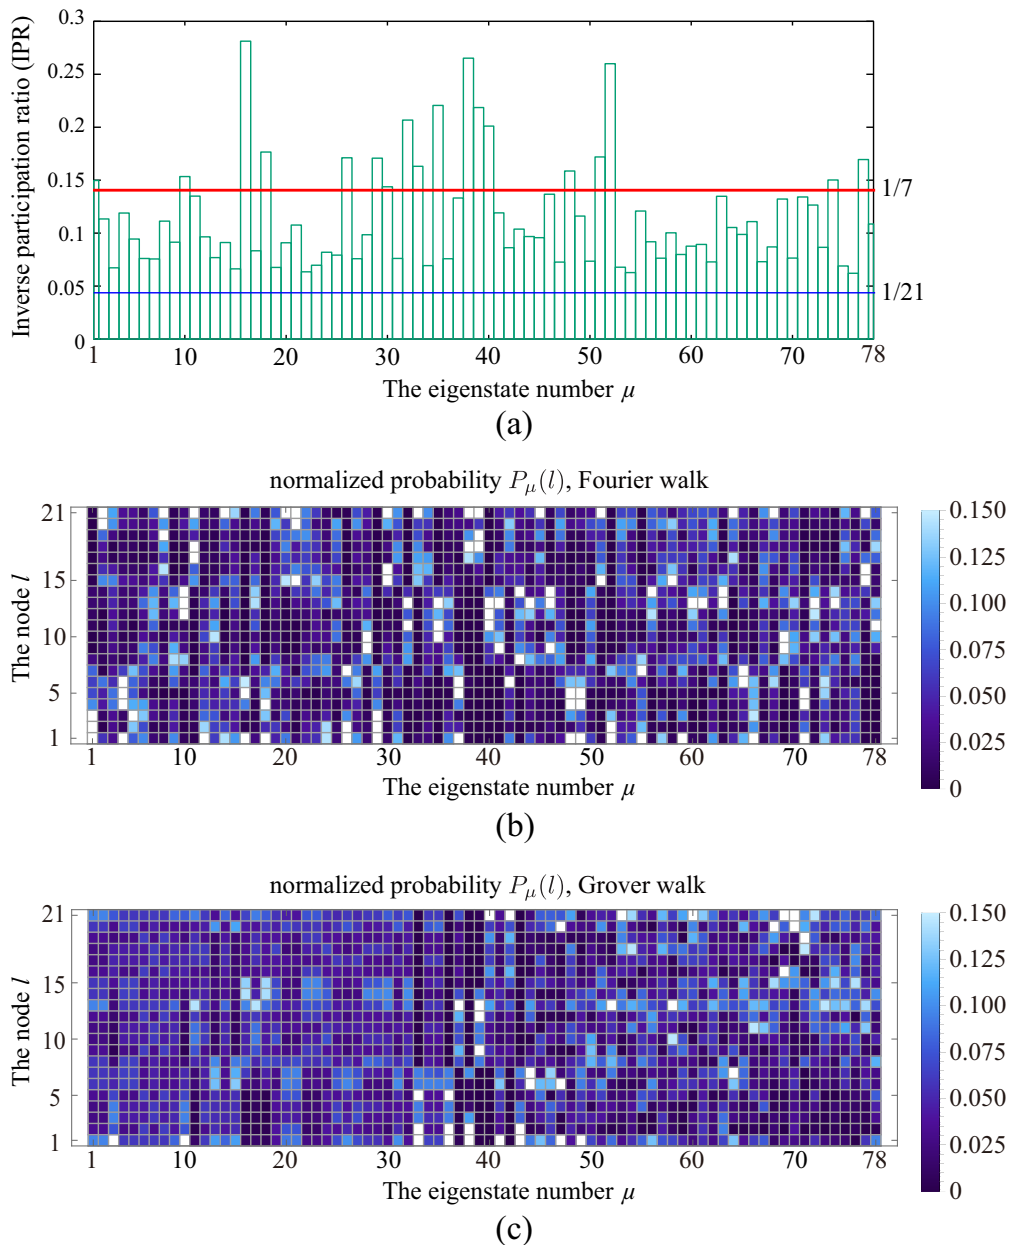 0.3
0.25
0.2
0.15
0.1
0.05
0
Inverse participation ratio (IPR)
1/7
1/21
1 10 20 30 40 50 60 70 78
The eigenstate number μ
(a)
normalized probability P_μ(l), Fourier walk
21
15
10
5
1
The node l
0.150
0.125
0.100
0.075
0.050
0.025
0
1 10 20 30 40 50 60 70 78
The eigenstate number μ
(b)
normalized probability P_μ(l), Grover walk
21
15
10
5
1
The node l
0.150
0.125
0.100
0.075
0.050
0.025
0
1 10 20 30 40 50 60 70 78
The eigenstate number μ
(c)